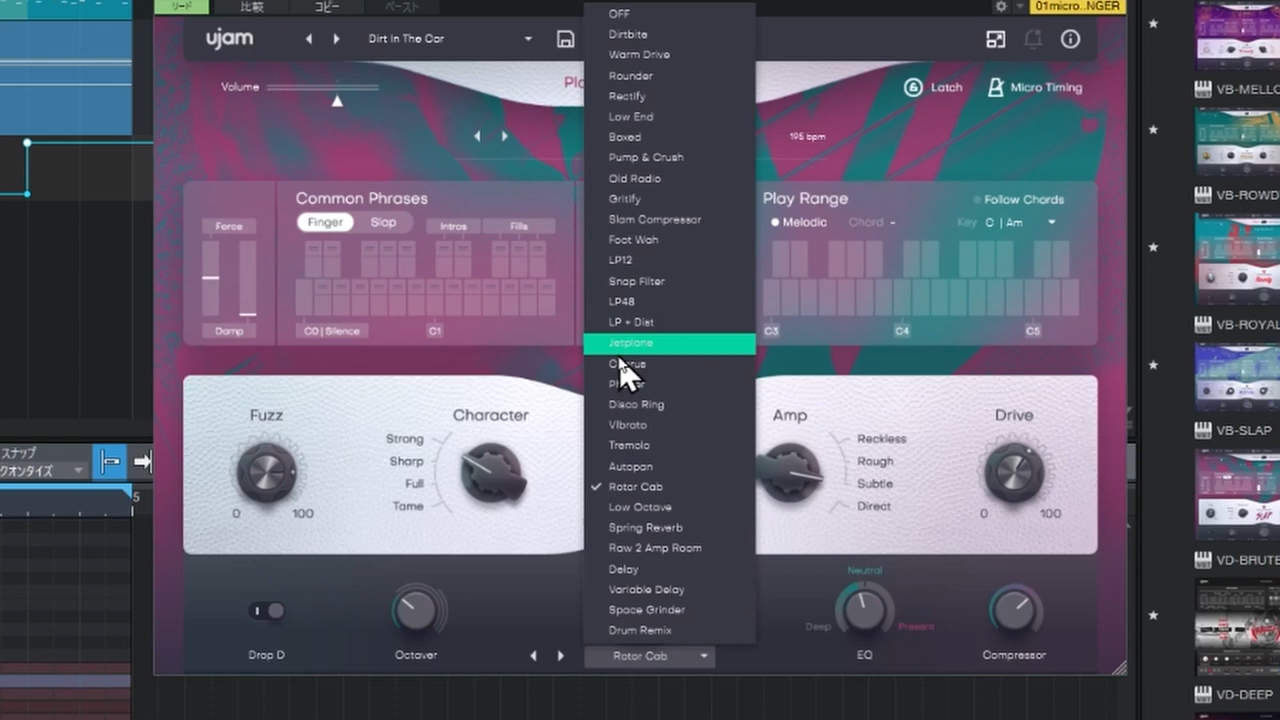 リード
比較
コピー
ペースト
01micro..NGER
ujam
Dirt In The Car
Volume
Latch
Micro Timing
195 bpm
Common Phrases
Finger
Slap
Intros
Fills
Force
Damp
C0 | Silence
C1
Play Range
Follow Chords
Melodic
Chord -
Key
C | Am
C3
C4
C5
OFF
Dirtbite
Warm Drive
Rounder
Rectify
Low End
Boxed
Pump & Crush
Old Radio
Gritify
Slam Compressor
Foot Wah
LP12
Snap Filter
LP48
LP + Dist
Jetplane
Disco Ring
Vibrato
Tremolo
Autopan
Rotor Cab
Low Octave
Spring Reverb
Raw 2 Amp Room
Delay
Variable Delay
Space Grinder
Drum Remix
Rotor Cab
Fuzz
0
100
Character
Strong
Sharp
Full
Tame
Amp
Reckless
Rough
Subtle
Direct
Drive
0
100
Drop D
Octaver
Neutral
Deep
Present
EQ
Compressor
スナップ
クオンタイズ
5
VB-MELLO
VB-ROWD
VB-ROYAL
VB-SLAP
VD-BRUTE
VD-DEEP